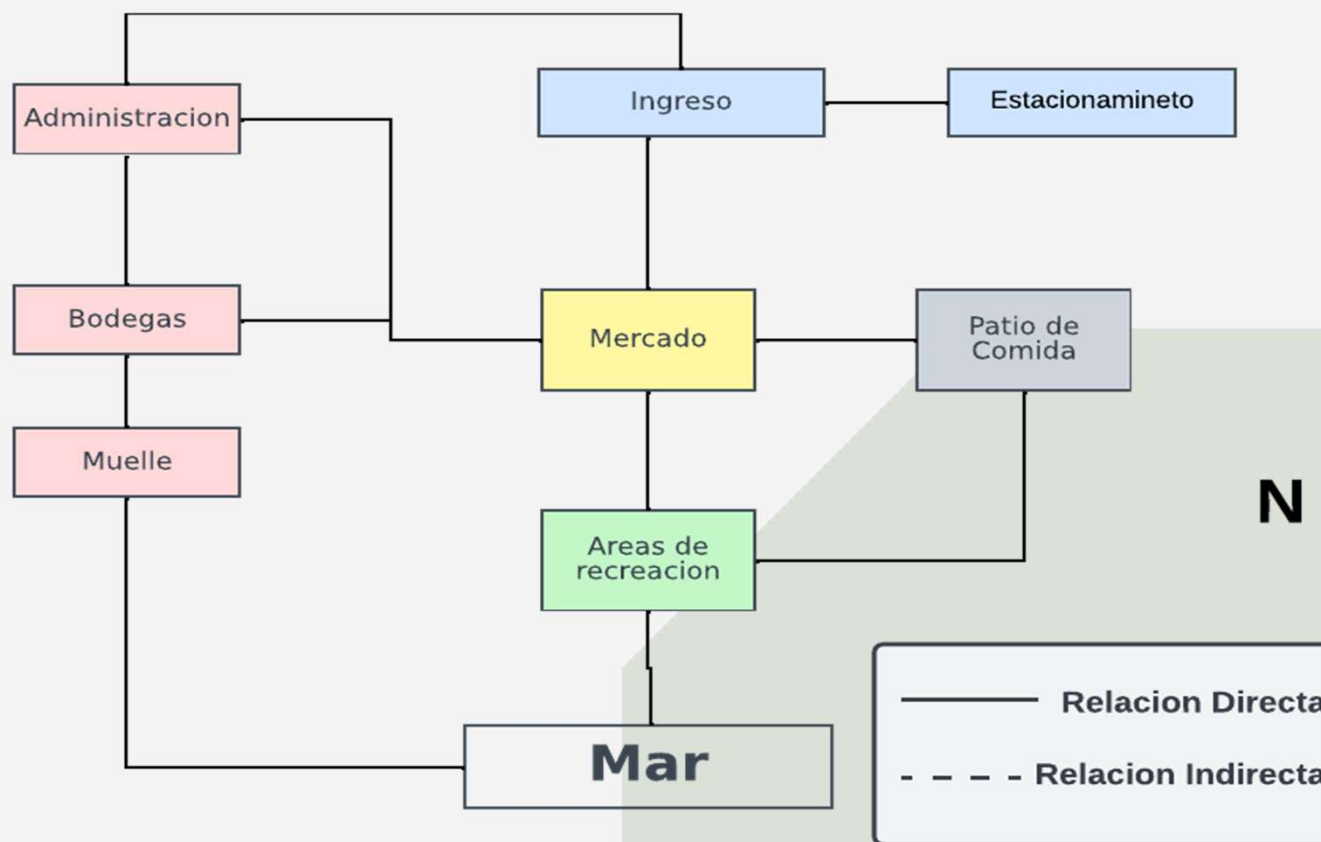 Administracion
Ingreso
Estacionamineto
Bodegas
Mercado
Patio de
Comida
Muelle
Areas de
recreacion
N
Mar
Relacion Directa
Relacion Indirecta